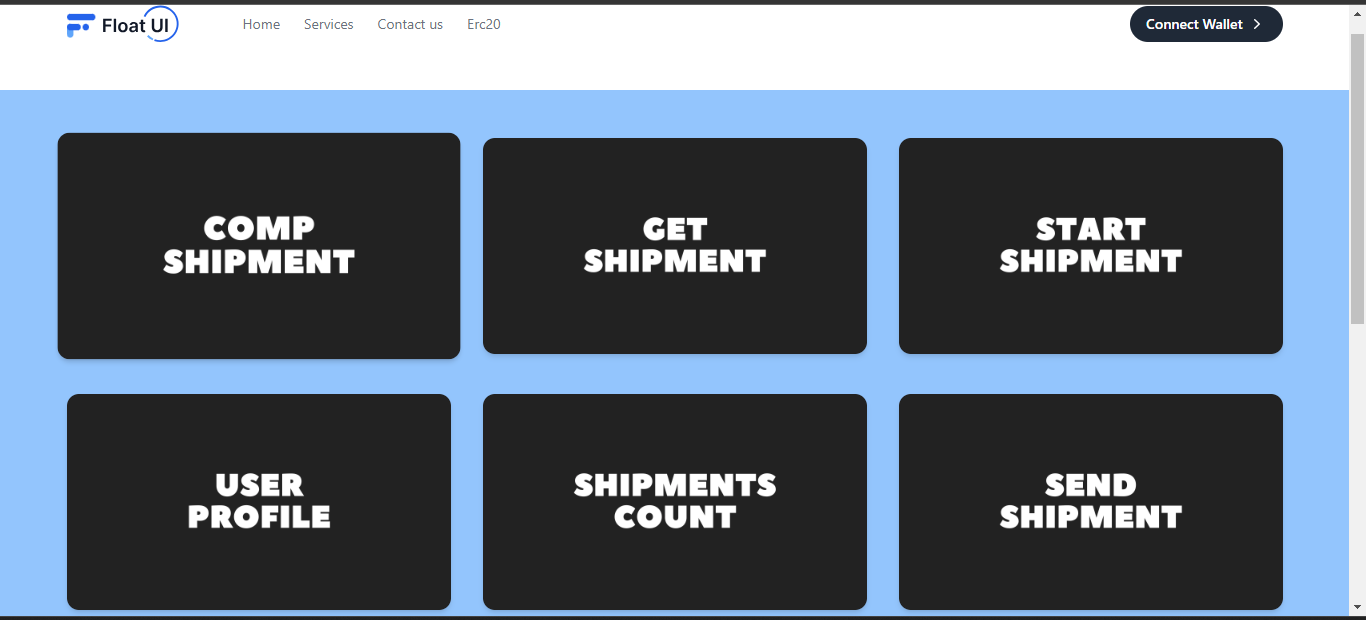 Float UI
Home
Services
Contact us
Erc20
Connect Wallet
COMP
SHIPMENT
GET
SHIPMENT
START
SHIPMENT
USER
PROFILE
SHIPMENTS
COUNT
SEND
SHIPMENT